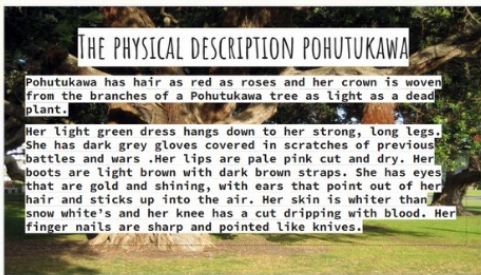 THE PHYSICAL DESCRIPTION POHUTUKAWA
Pohutukawa has hair as red as roses and her crown is woven
from the branches of a Pohutukawa tree as light as a dead
plant.
Her light green dress hangs down to her strong, long legs.
She has dark grey gloves covered in scratches of previous
battles and wars .Her lips are pale pink cut and dry. Her
boots are light brown with dark brown straps. She has eyes
that are gold and shining, with ears that point out of her
hair and sticks up into the air. Her skin is whiter than
snow white's and her knee has a cut dripping with blood. Her
finger nails are sharp and pointed like knives.